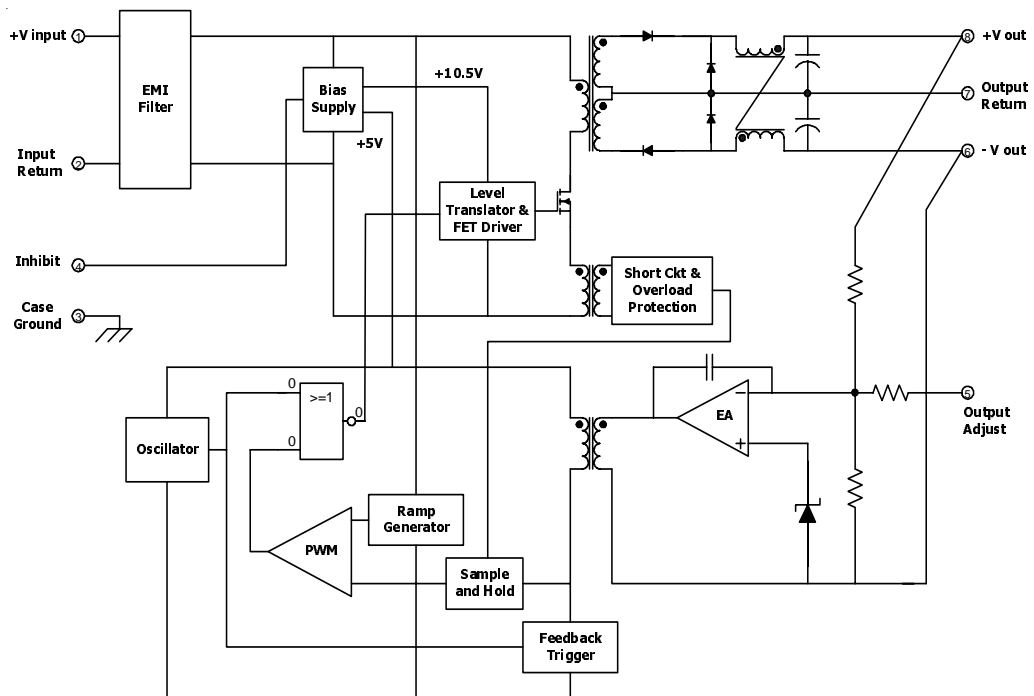 +V input
1
EMI
Filter
Input
Return
2
Bias
Supply
+10.5V
+5V
Inhibit
4
Case
Ground
3
Level
Translator &
FET Driver
Short Ckt &
Overload
Protection
8
+V out
7
Output
Return
6
- V out
5
Output
Adjust
EA
−
+
0
0
>=1
0
Oscillator
PWM
Ramp
Generator
Sample
and Hold
Feedback
Trigger